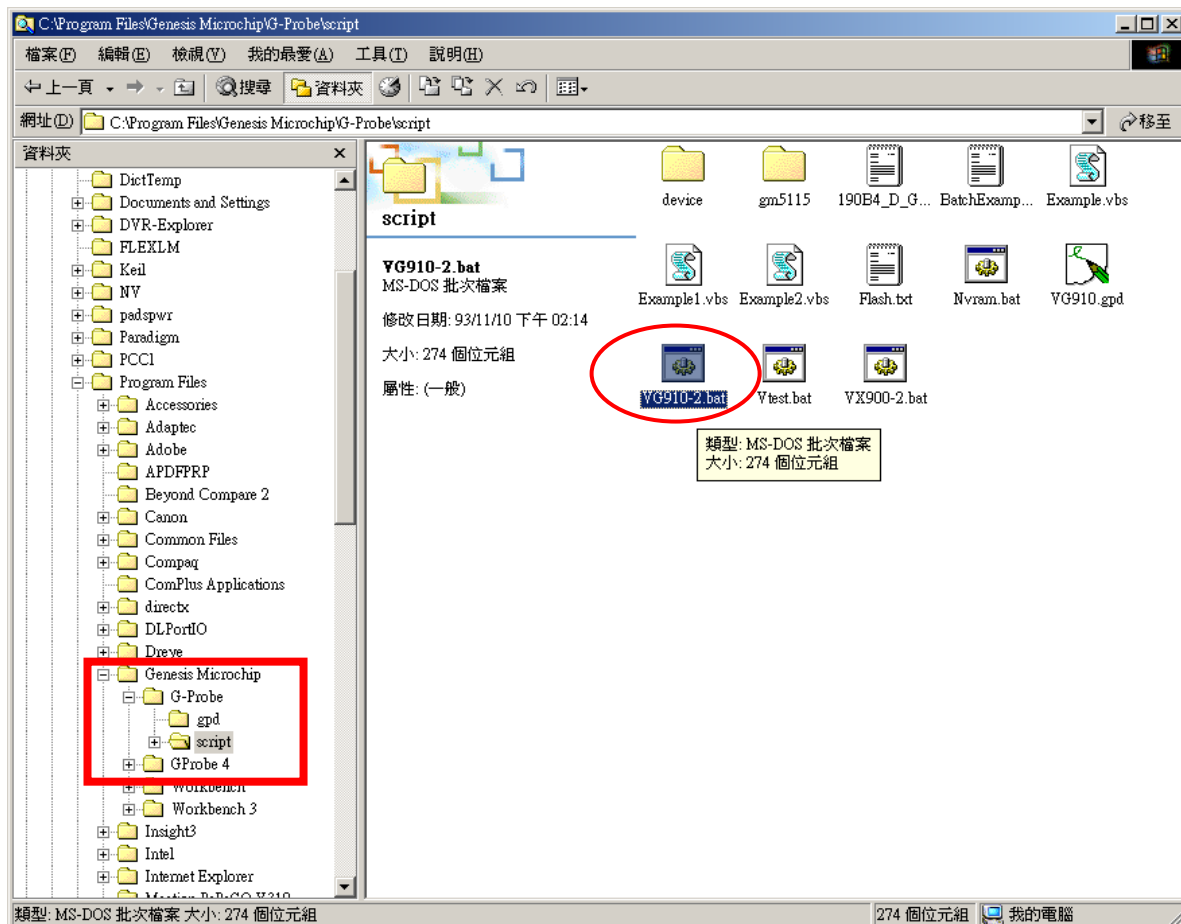 C:\Program Files\Genesis Microchip\G-Probe\script
檔案(F) 編輯(E) 檢視(V) 我的最愛(A) 工具(T) 說明(H)
上一頁 搜尋 資料夾
網址(D) C:\Program Files\Genesis Microchip\G-Probe\script 移至
資料夾
DictTemp
Documents and Settings
DVR-Explorer
FLEXLM
Keil
NV
padspwr
Paradigm
PCC1
Program Files
Accessories
Adaptec
Adobe
APDFPRP
Beyond Compare 2
Canon
Common Files
Compaq
ComPlus Applications
directx
DLPortIO
Dreye
Genesis Microchip
G-Probe
gpd
script
GProbe 4
Workbench
Workbench 3
Insight3
Intel
Internet Explorer
script
VG910-2.bat
MS-DOS 批次檔案
修改日期: 93/11/10 下午 02:14
大小: 274 個位元組
屬性: (一般)
device gm5115 190B4_D_G... BatchExamp... Example.vbs
Example1.vbs Example2.vbs Flash.txt Nvram.bat VG910.gpd
VG910-2.bat Vtest.bat VX900-2.bat
類型: MS-DOS 批次檔案
大小: 274 個位元組
類型: MS-DOS 批次檔案 大小: 274 個位元組 274 個位元組 我的電腦